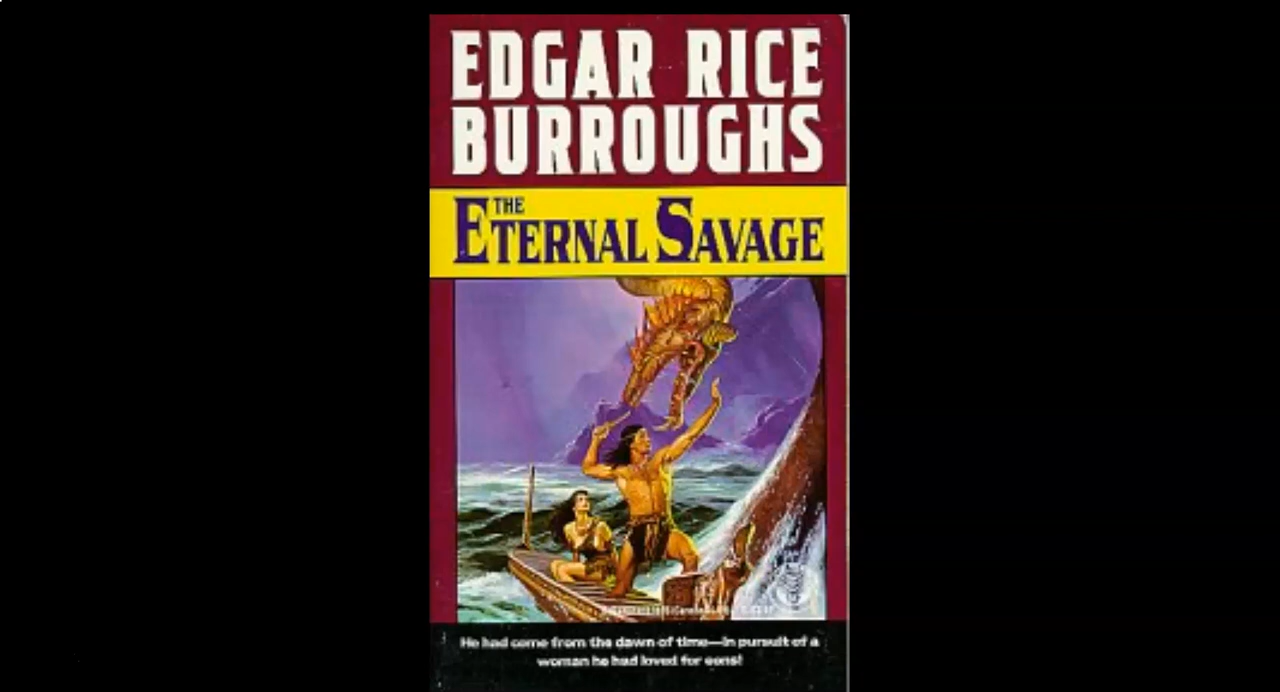 EDGAR RICE
BURROUGHS
THE
ETERNAL SAVAGE
He had come from the dawn of time—in pursuit of a
woman he had loved for eons!